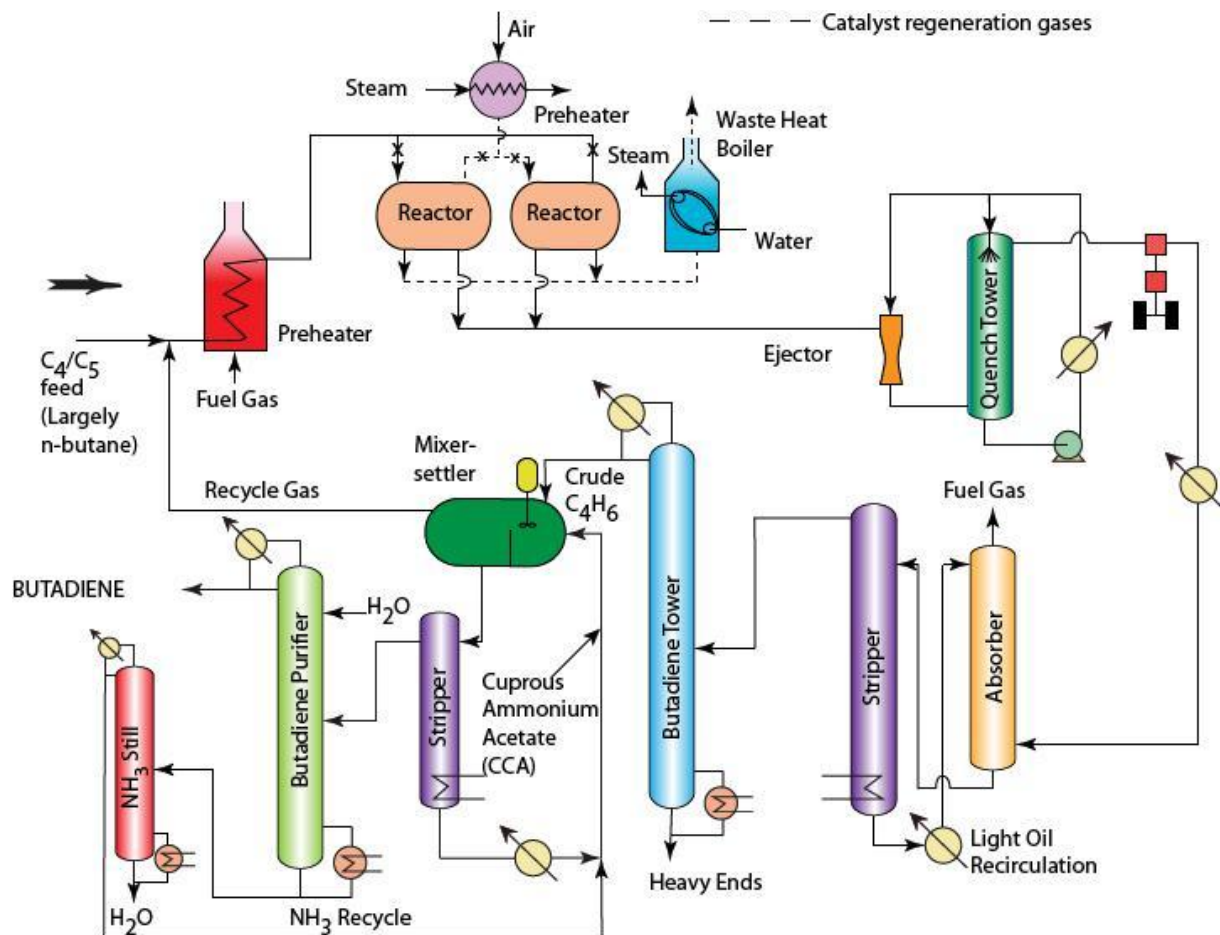 Catalyst regeneration gases
Air
Steam
Preheater
Waste Heat
Boiler
Steam
Reactor
Reactor
Water
Preheater
Fuel Gas
C4/C5
feed
(Largely
n-butane)
Ejector
Quench Tower
Mixer-
settler
Crude
C4H6
Recycle Gas
Fuel Gas
BUTADIENE
H2O
Butadiene Purifier
Stripper
Cuprous
Ammonium
Acetate
(CCA)
Butadiene Tower
Stripper
Absorber
NH3 Still
Light Oil
Recirculation
Heavy Ends
H2O
NH3 Recycle